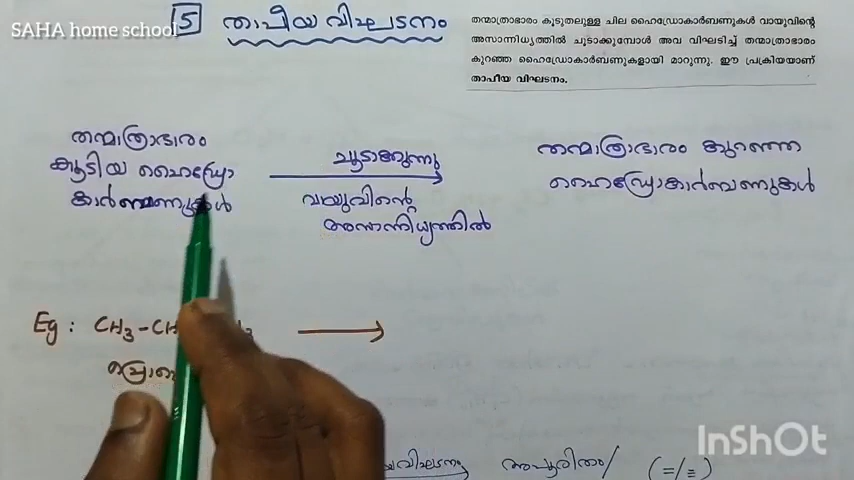 SAHA home school
5 താപീയ വിഘടനം
തന്മാത്രാഭാരം കൂടുതലുള്ള ചില ഹൈഡ്രോകാർബണുകൾ വായുവിന്റെ
അസാന്നിധ്യത്തിൽ ചൂടാക്കുമ്പോൾ അവ വിഘടിച്ച് തന്മാത്രാഭാരം
കുറഞ്ഞ ഹൈഡ്രോകാർബണുകളായി മാറുന്നു. ഈ പ്രക്രിയയാണ്
താപീയ വിഘടനം.
തന്മാത്രാഭാരം
കൂടിയ ഹൈഡ്രോ
കാർബണുകൾ
ചൂടാക്കുന്നു
വായുവിന്റെ
അസാന്നിധ്യത്തിൽ
തന്മാത്രാഭാരം കുറഞ്ഞ
ഹൈഡ്രോകാർബണുകൾ
Eg : CH3-CH
അപൂരിതം/ (=/≡)
InShOt